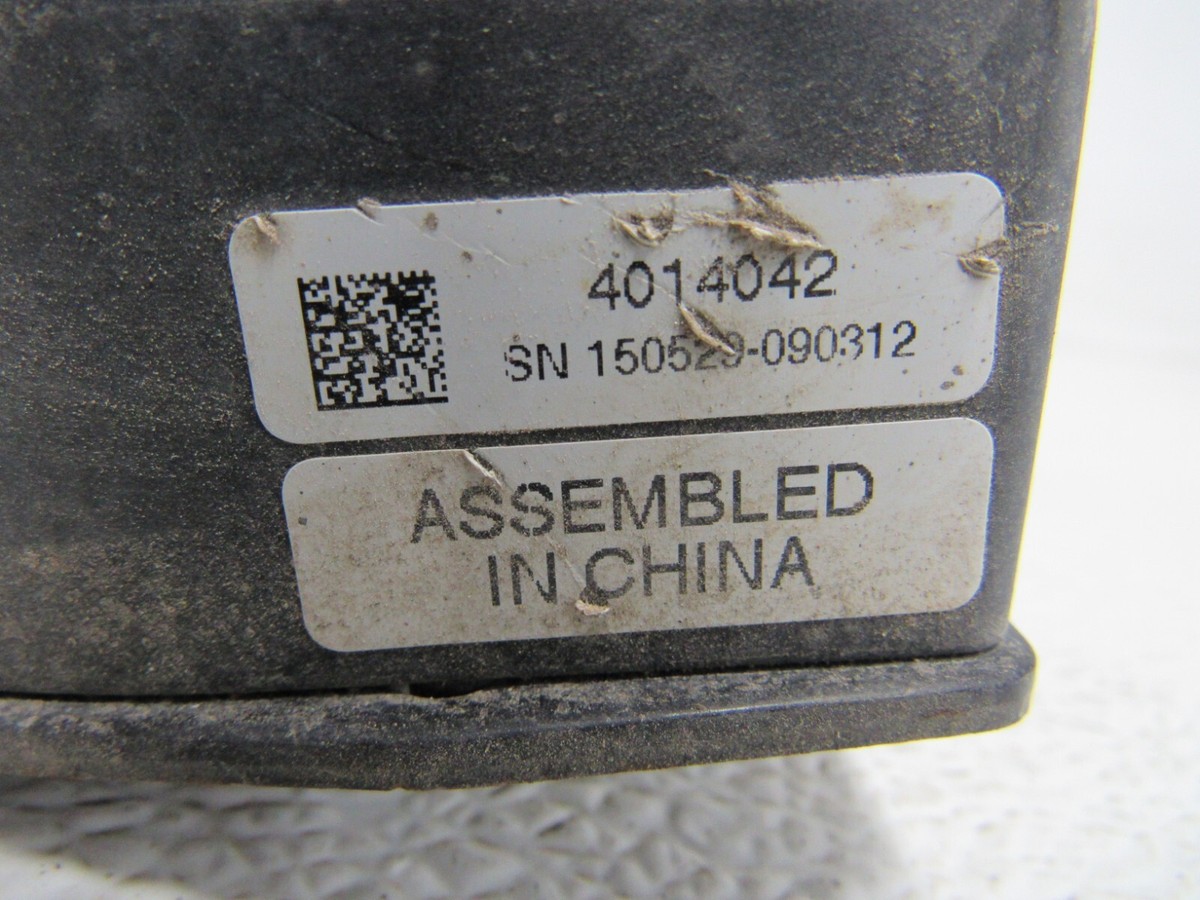 4014042
SN 150529-090312
ASSEMBLED
IN CHINA